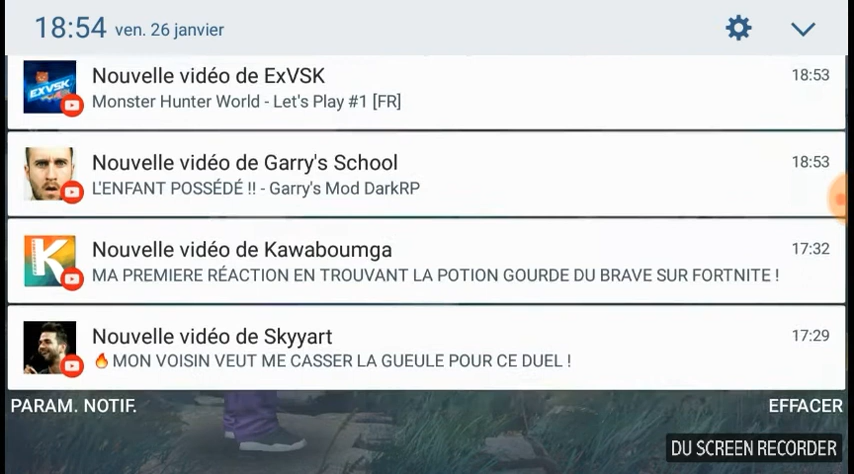 18:54 ven. 26 janvier
EXVSK
Nouvelle vidéo de ExVSK 18:53
Monster Hunter World - Let's Play #1 [FR]
Nouvelle vidéo de Garry's School 18:53
L'ENFANT POSSÉDÉ !! - Garry's Mod DarkRP
K
Nouvelle vidéo de Kawaboumga 17:32
MA PREMIERE RÉACTION EN TROUVANT LA POTION GOURDE DU BRAVE SUR FORTNITE !
Nouvelle vidéo de Skyyart 17:29
🔥MON VOISIN VEUT ME CASSER LA GUEULE POUR CE DUEL !
PARAM. NOTIF. EFFACER
DU SCREEN RECORDER